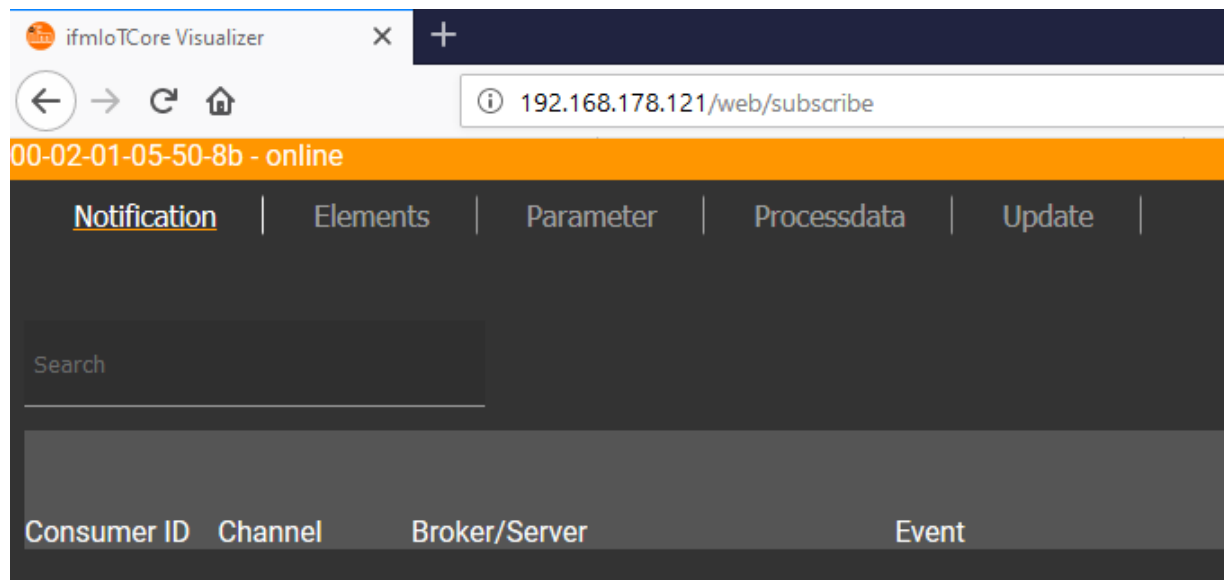 ifmIoTCore Visualizer
192.168.178.121/web/subscribe
00-02-01-05-50-8b - online
Notification Elements Parameter Processdata Update
Search
Consumer ID Channel Broker/Server Event